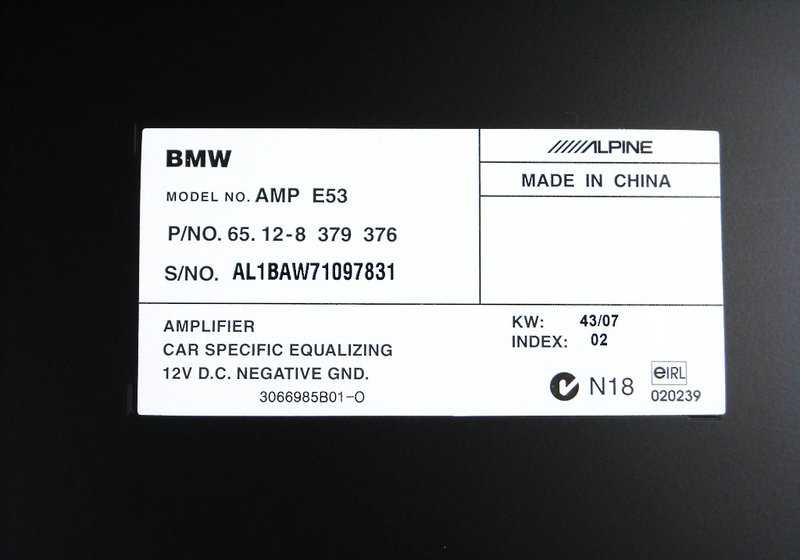 BMW
MODEL NO. AMP E53
P/NO. 65. 12-8 379 376
S/NO. AL1BAW71097831
ALPINE
MADE IN CHINA
AMPLIFIER
CAR SPECIFIC EQUALIZING
12V D.C. NEGATIVE GND.
3066985B01-O
KW: 43/07
INDEX: 02
N18
eIRL
020239